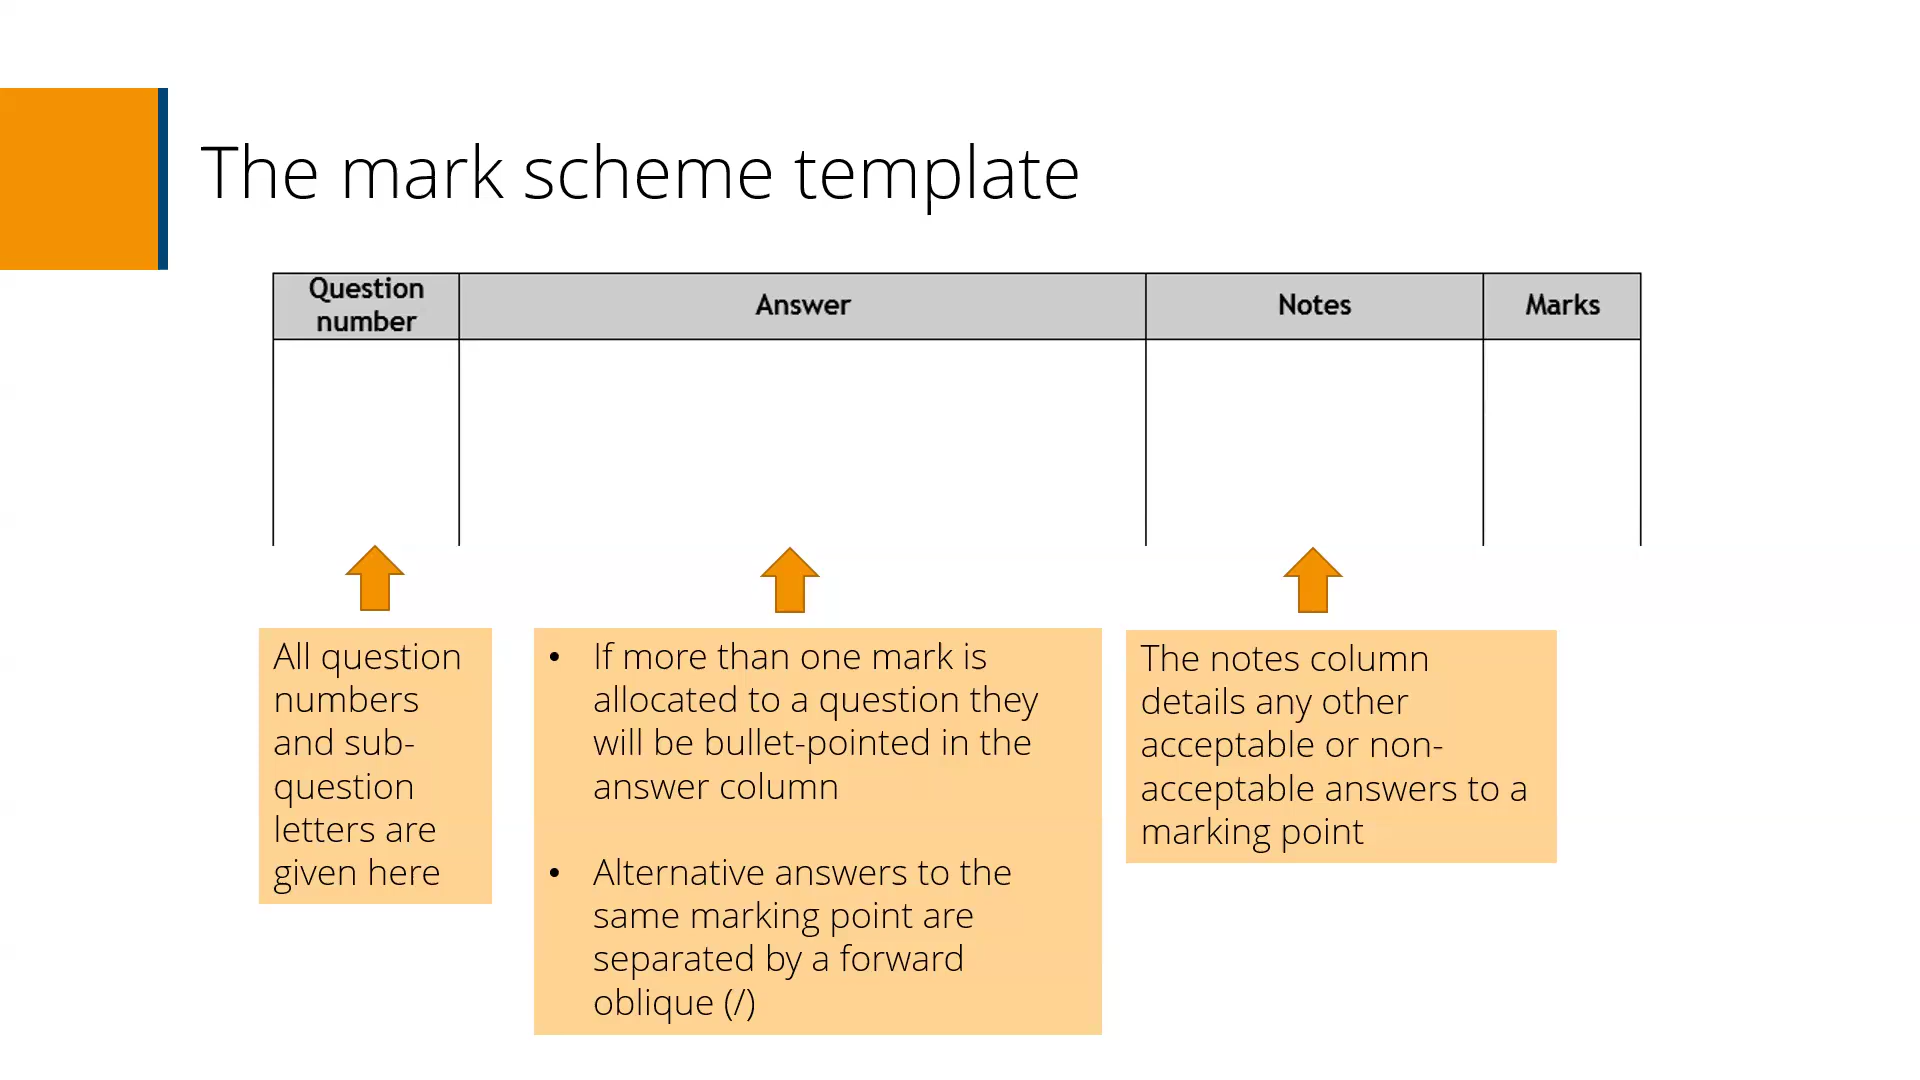 The mark scheme template
Question
number
Answer
Notes
Marks
All question
numbers
and sub-
question
letters are
given here
• If more than one mark is
allocated to a question they
will be bullet-pointed in the
answer column
• Alternative answers to the
same marking point are
separated by a forward
oblique (/)
The notes column
details any other
acceptable or non-
acceptable answers to a
marking point